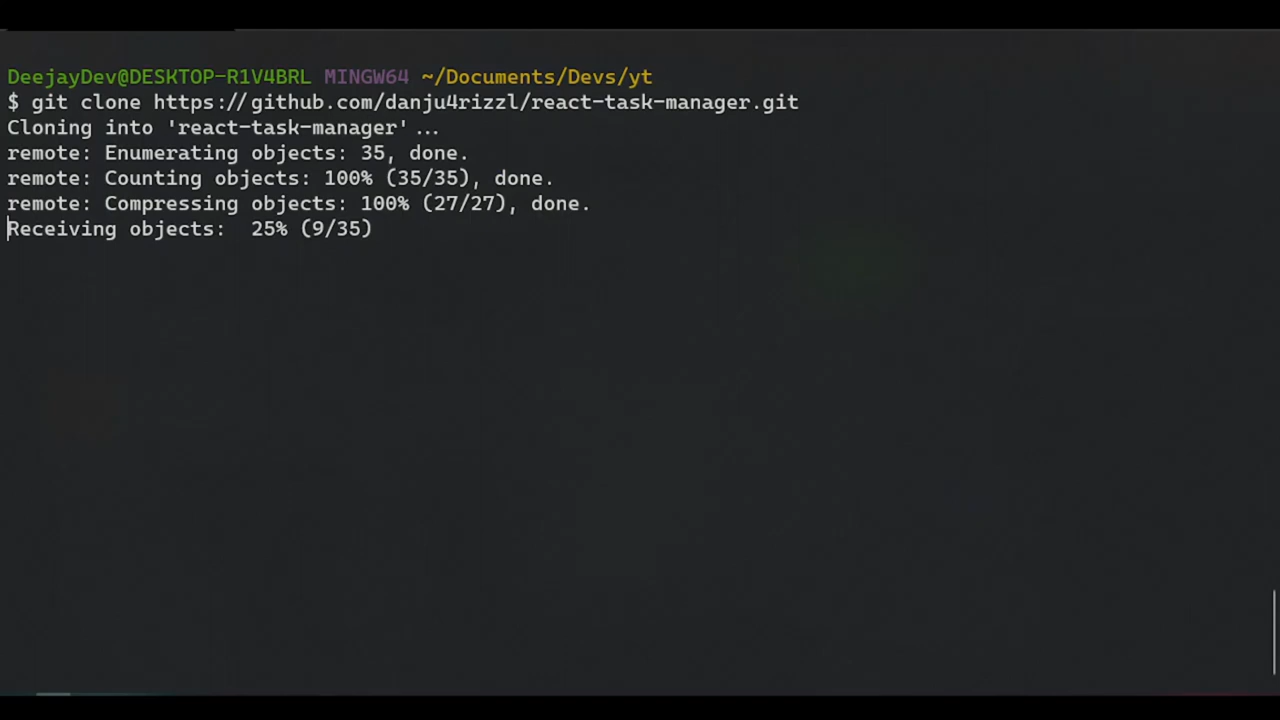 DeejayDev@DESKTOP-R1V4BRL MINGW64 ~/Documents/Devs/yt
$ git clone https://github.com/danju4rizzl/react-task-manager.git
Cloning into 'react-task-manager'...
remote: Enumerating objects: 35, done.
remote: Counting objects: 100% (35/35), done.
remote: Compressing objects: 100% (27/27), done.
Receiving objects:  25% (9/35)